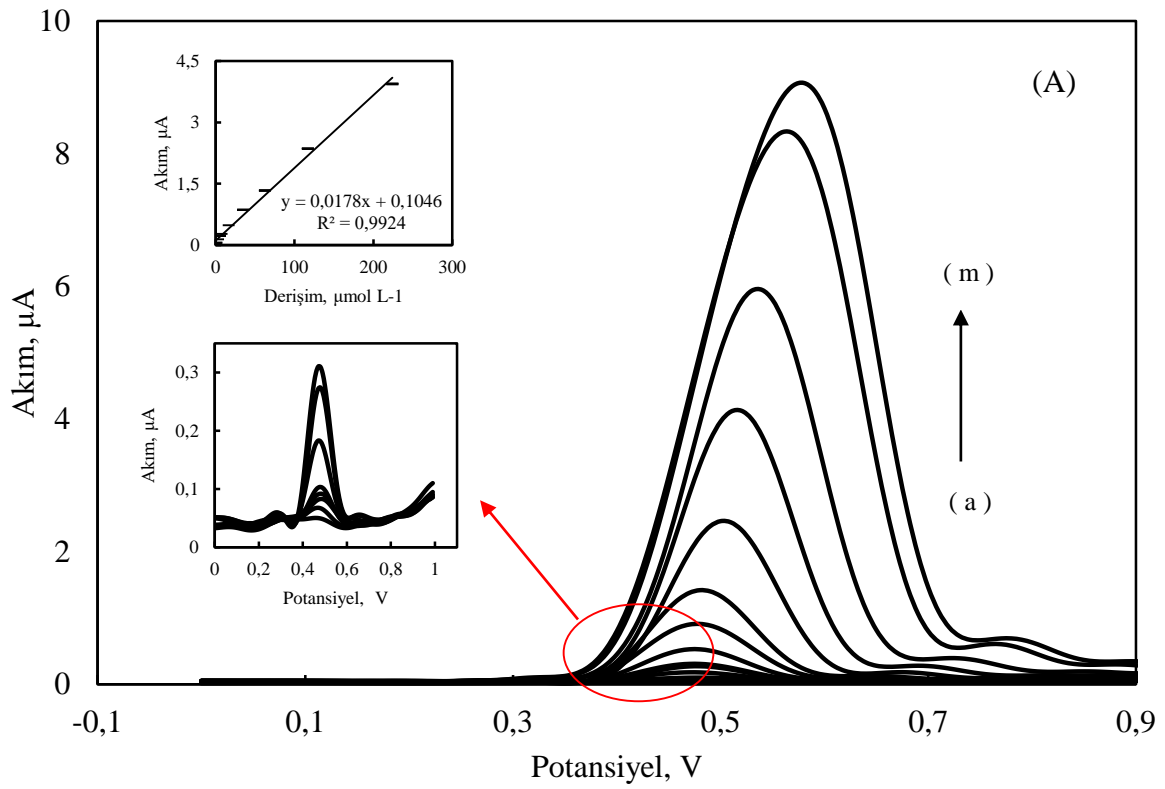 10
8
6
4
2
0
Akım, µA
-0,1
0,1
0,3
0,5
0,7
0,9
Potansiyel, V
(A)
( m )
( a )
4,5
3
1,5
0
Akım, µA
y = 0,0178x + 0,1046
R² = 0,9924
0
100
200
300
Derişim, µmol L-1
0,3
0,2
0,1
0
Akım, µA
0
0,2
0,4
0,6
0,8
1
Potansiyel, V